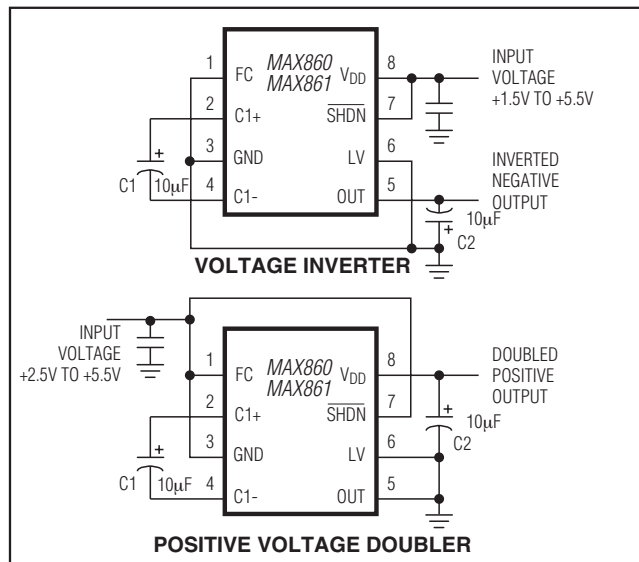 MAX860
MAX861
1
2
3
4
FC
C1+
GND
C1-
VDD
SHDN
LV
OUT
8
7
6
5
C1
+
10µF
INPUT
VOLTAGE
+1.5V TO +5.5V
INVERTED
NEGATIVE
OUTPUT
10µF
+
C2
VOLTAGE INVERTER
INPUT
VOLTAGE
+2.5V TO +5.5V
MAX860
MAX861
1
2
3
4
FC
C1+
GND
C1-
VDD
SHDN
LV
OUT
8
7
6
5
C1
+
10µF
DOUBLED
POSITIVE
OUTPUT
+
10µF
C2
POSITIVE VOLTAGE DOUBLER